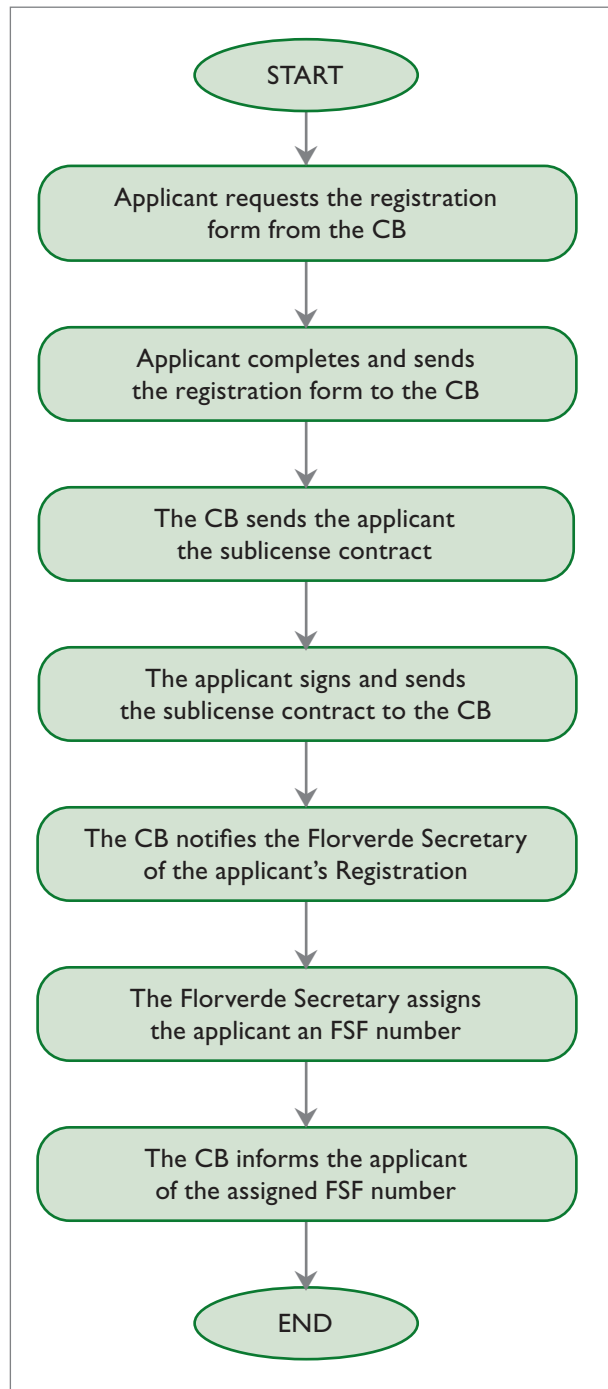 START
Applicant requests the registration
form from the CB
Applicant completes and sends
the registration form to the CB
The CB sends the applicant
the sublicense contract
The applicant signs and sends
the sublicense contract to the CB
The CB notifies the Florverde Secretary
of the applicant’s Registration
The Florverde Secretary assigns
the applicant an FSF number
The CB informs the applicant
of the assigned FSF number
END